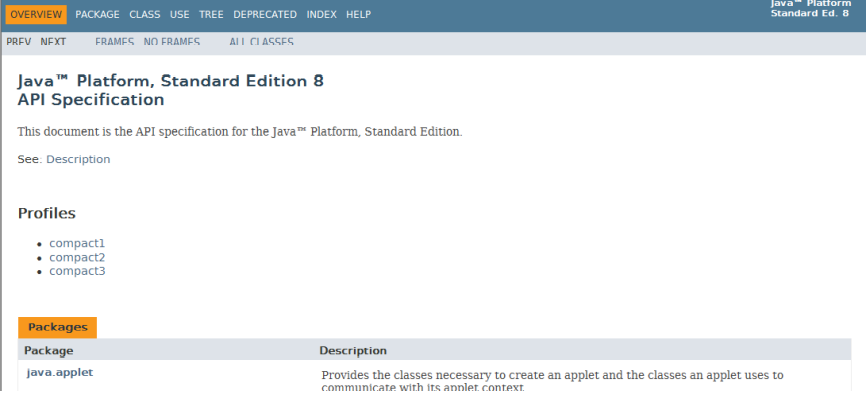 OVERVIEW PACKAGE CLASS USE TREE DEPRECATED INDEX HELP
Java™ Platform
Standard Ed. 8
PREV NEXT FRAMES NO FRAMES ALL CLASSES
Java™ Platform, Standard Edition 8
API Specification
This document is the API specification for the Java™ Platform, Standard Edition.
See: Description
Profiles
• compact1
• compact2
• compact3
Packages
Package Description
java.applet Provides the classes necessary to create an applet and the classes an applet uses to
communicate with its applet context